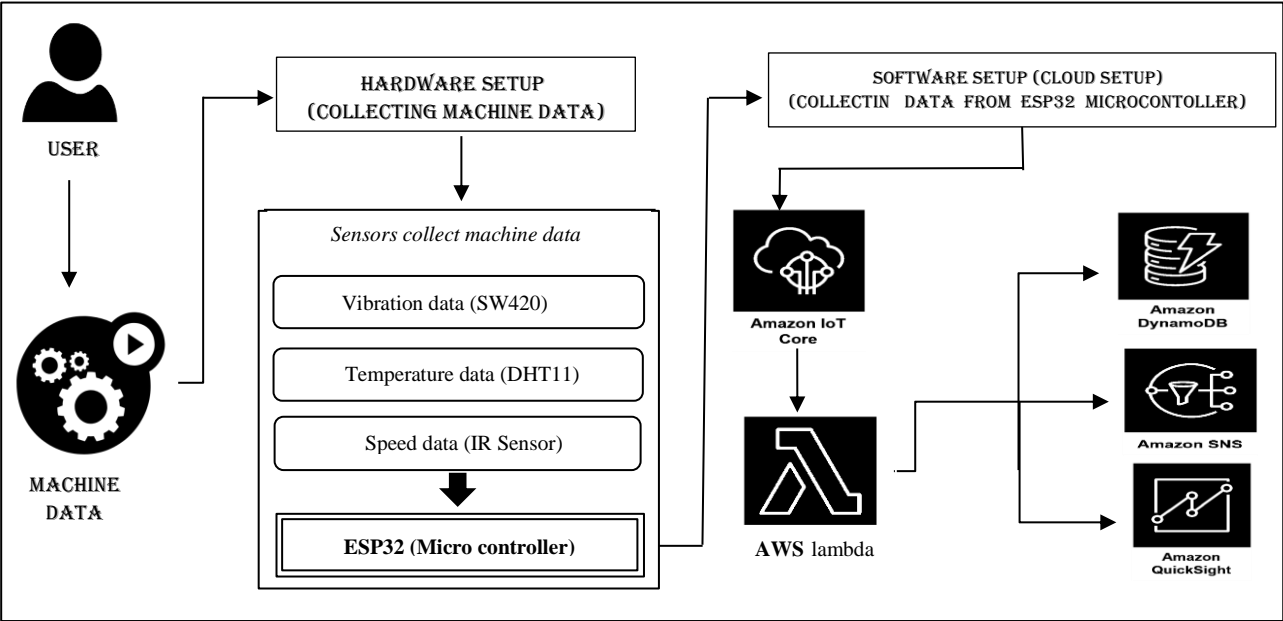 USER
MACHINE
DATA
HARDWARE SETUP
(COLLECTING MACHINE DATA)
Sensors collect machine data
Vibration data (SW420)
Temperature data (DHT11)
Speed data (IR Sensor)
ESP32 (Micro controller)
SOFTWARE SETUP (CLOUD SETUP)
(COLLECTIN DATA FROM ESP32 MICROCONTOLLER)
Amazon IoT
Core
AWS lambda
Amazon
DynamoDB
Amazon SNS
Amazon
QuickSight